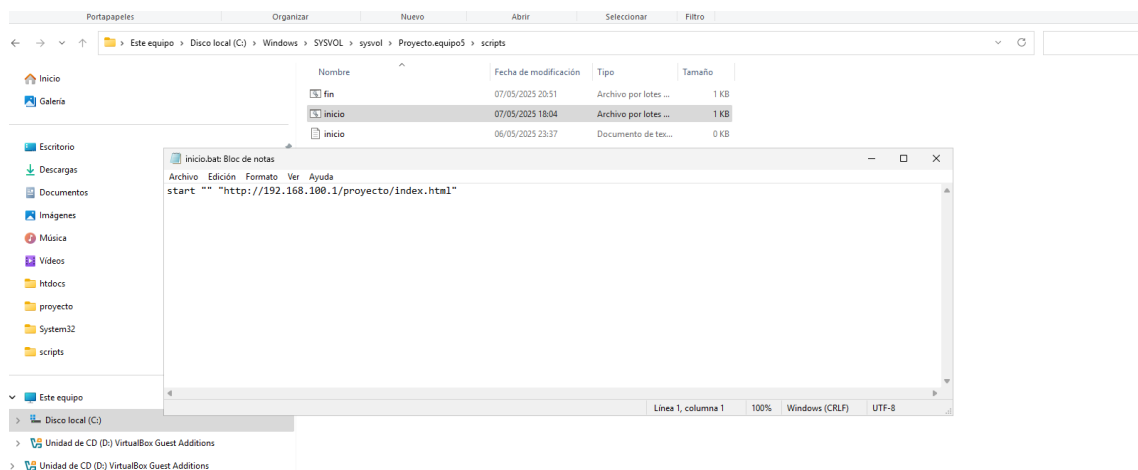 Portapapeles Organizar Nuevo Abrir Seleccionar Filtro
Este equipo > Disco local (C:) > Windows > SYSVOL > sysvol > Proyecto.equipo5 > scripts
Inicio
Galería
Escritorio
Descargas
Documentos
Imágenes
Música
Vídeos
htdocs
proyecto
System32
scripts
Este equipo
Disco local (C:)
Unidad de CD (D:) VirtualBox Guest Additions
Unidad de CD (D:) VirtualBox Guest Additions
Nombre Fecha de modificación Tipo Tamaño
fin 07/05/2025 20:51 Archivo por lotes ... 1 KB
inicio 07/05/2025 18:04 Archivo por lotes ... 1 KB
inicio 06/05/2025 23:37 Documento de tex... 0 KB
inicio.bat: Bloc de notas
Archivo Edición Formato Ver Ayuda
start "" "http://192.168.100.1/proyecto/index.html"
Línea 1, columna 1 100% Windows (CRLF) UTF-8